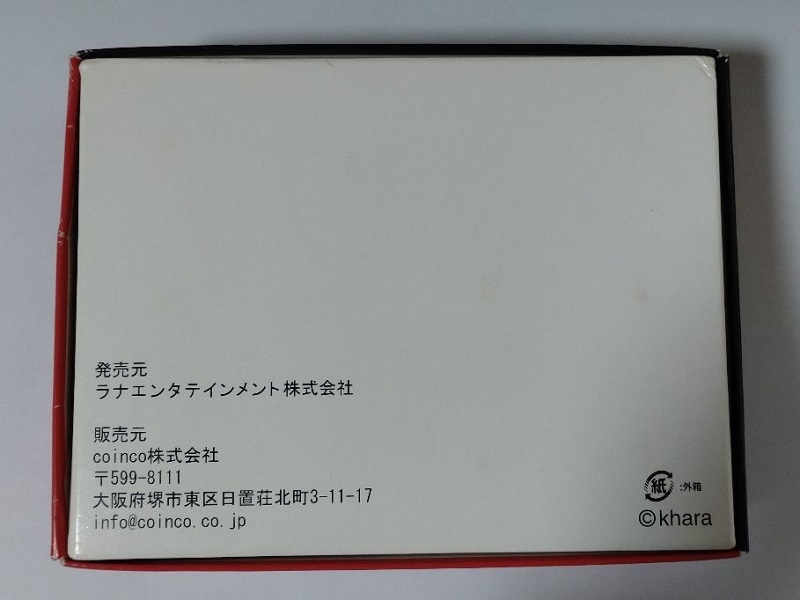 発売元
ラナエンタテインメント株式会社
販売元
coinco株式会社
〒599-8111
大阪府堺市東区日置荘北町3-11-17
info@coinco.co.jp
紙 :外箱
©khara